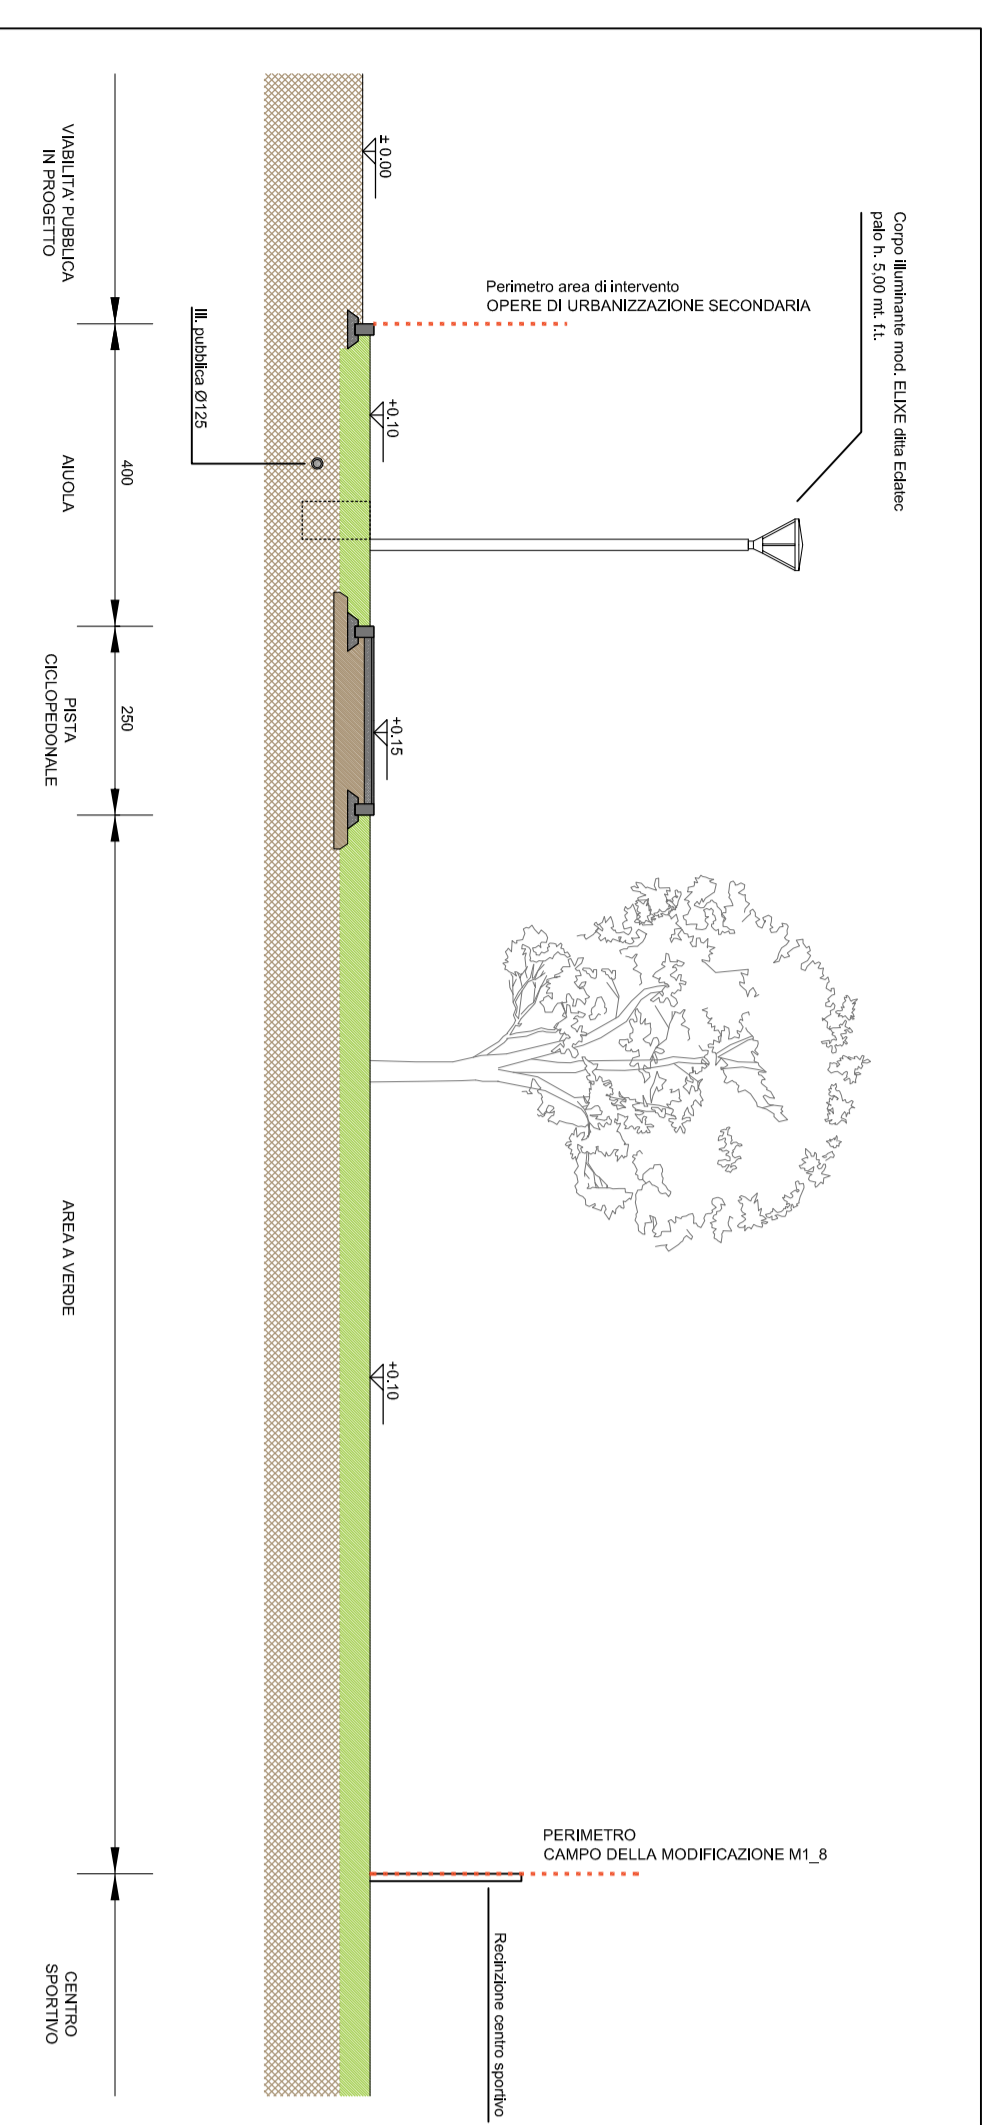 Corpo illuminante mod. ELIXE ditta Eclatec
palo h. 5,00 mt. f.t.
Perimetro area di intervento
OPERE DI URBANIZZAZIONE SECONDARIA
PERIMETRO
CAMPO DELLA MODIFICAZIONE M1_8
Recinzione centro sportivo
± 0.00
+0.10
+0.15
+0.10
Ill. pubblica Ø125
400
250
VIABILITA' PUBBLICA
IN PROGETTO
AIUOLA
PISTA
CICLOPEDONALE
AREA A VERDE
CENTRO
SPORTIVO